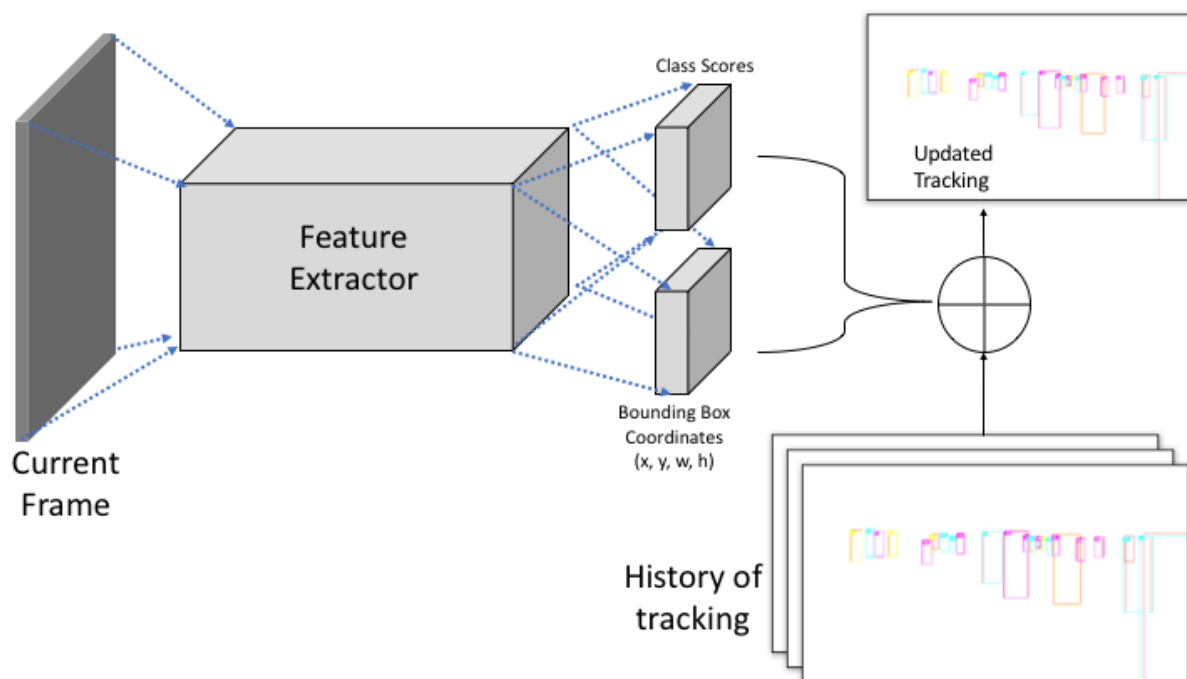 Class Scores
Updated
Tracking
Feature
Extractor
Bounding Box
Coordinates
(x, y, w, h)
Current
Frame
History of
tracking